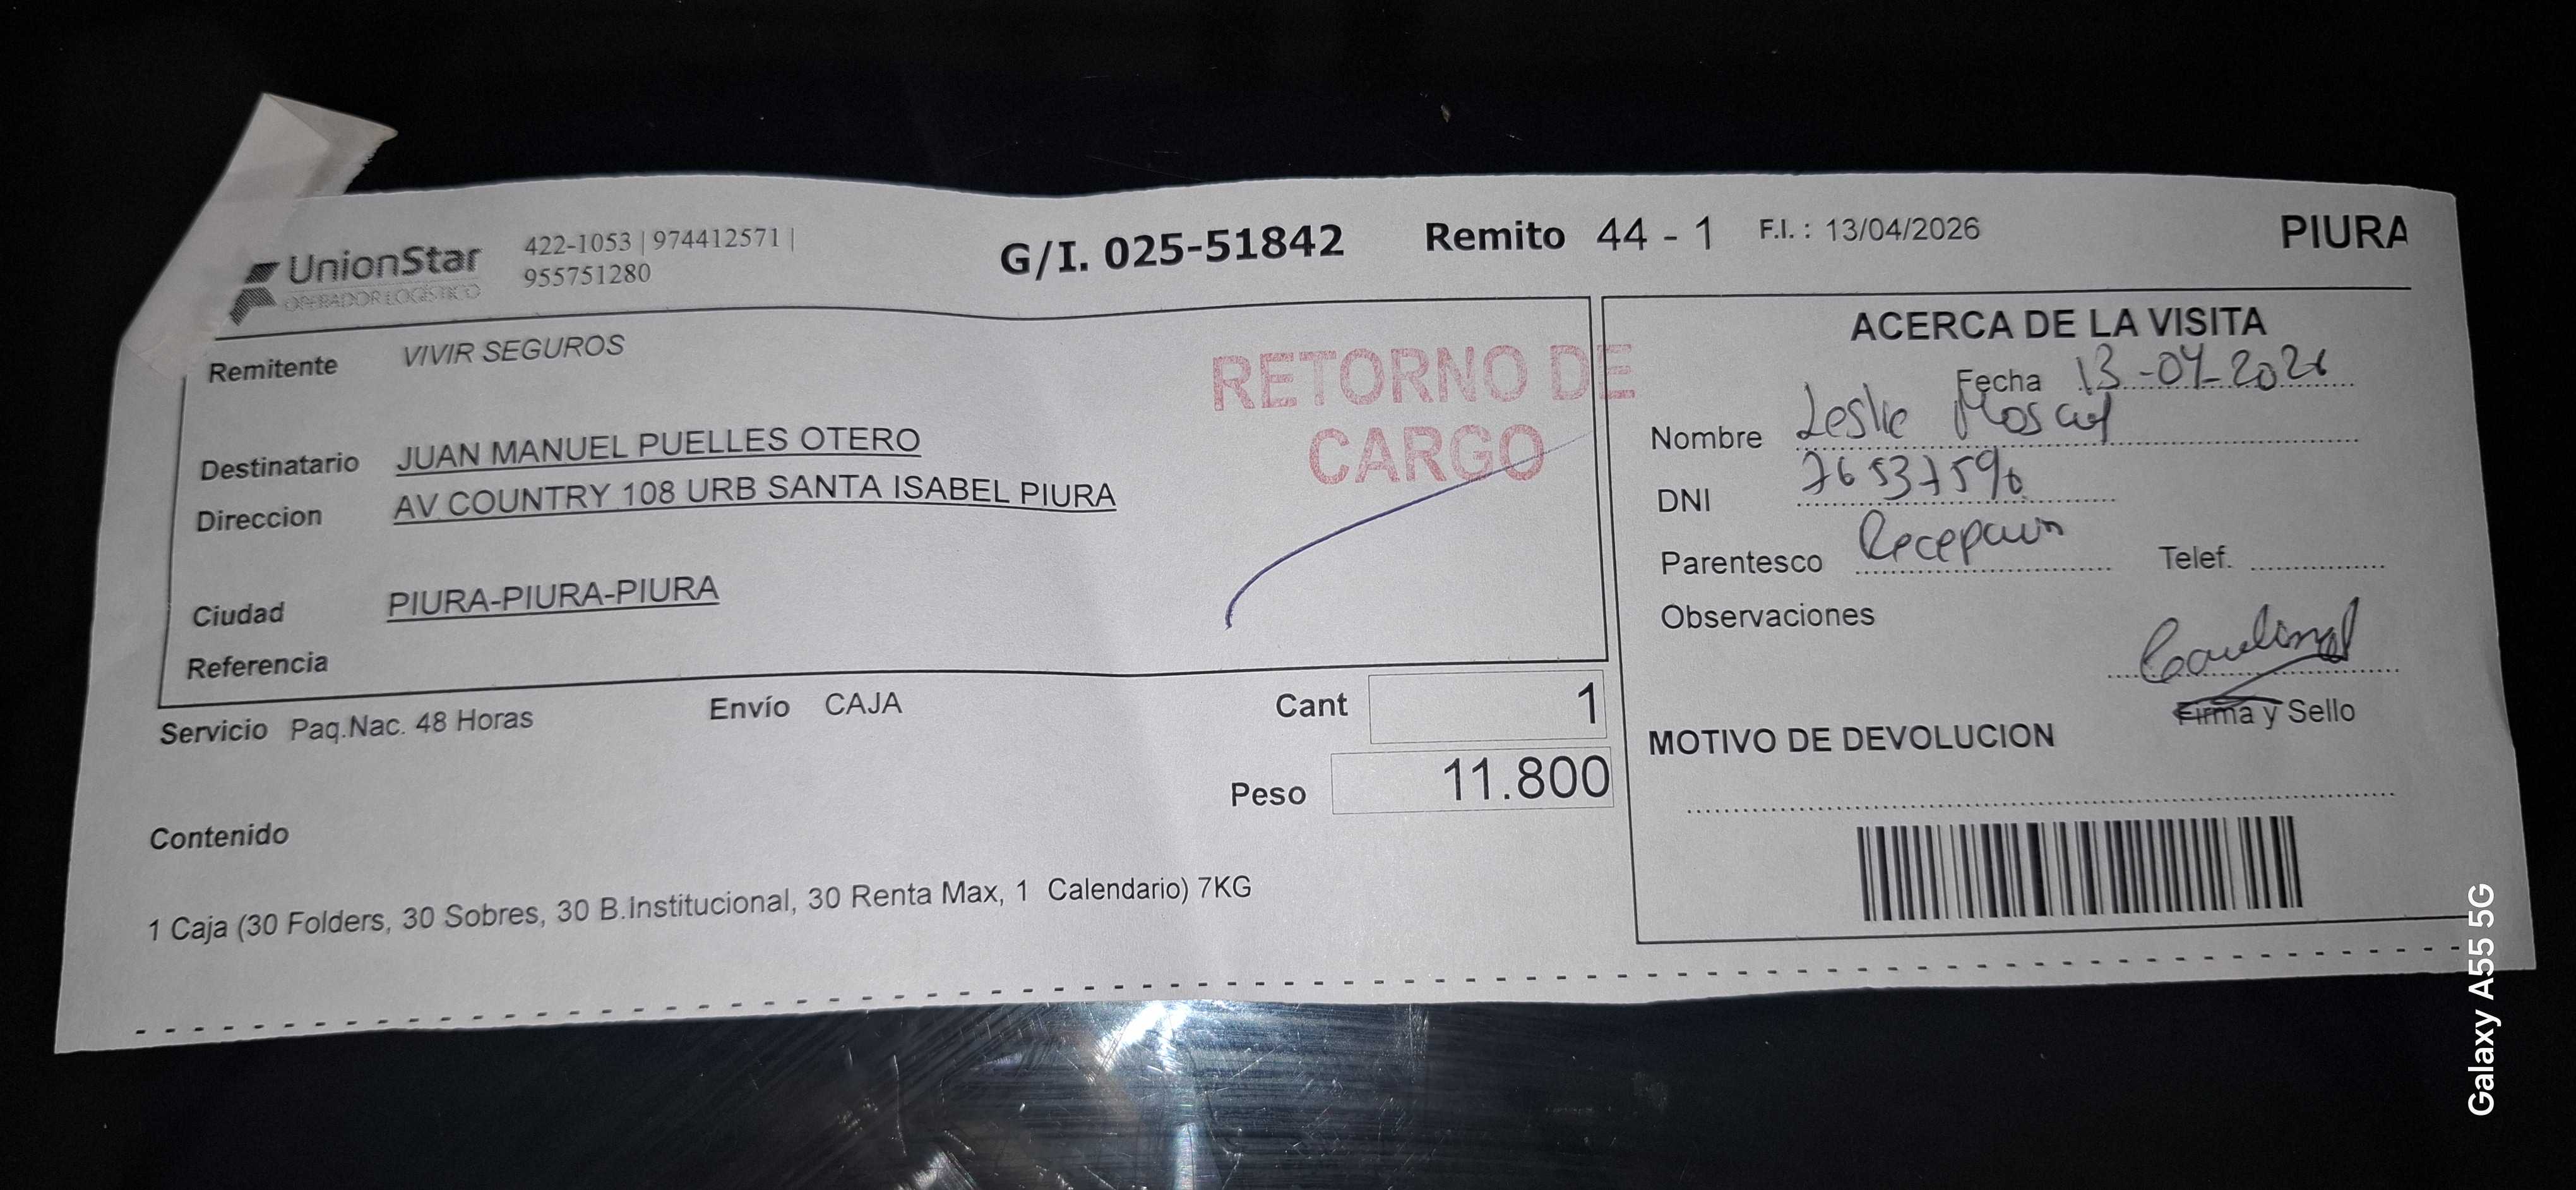 UnionStar
OPERADOR LOGÍSTICO
422-1053 | 974412571 |
955751280
G/I. 025-51842
Remito 44 - 1
F.I. : 13/04/2026
PIURA
Remitente VIVIR SEGUROS
RETORNO DE
CARGO
Destinatario JUAN MANUEL PUELLES OTERO
Direccion AV COUNTRY 108 URB SANTA ISABEL PIURA
Ciudad PIURA-PIURA-PIURA
Referencia
Servicio Paq.Nac. 48 Horas
Envío CAJA
Cant 1
Peso 11.800
Contenido
1 Caja (30 Folders, 30 Sobres, 30 B.Institucional, 30 Renta Max, 1 Calendario) 7KG
ACERCA DE LA VISITA
Fecha 13-04-2026
Nombre Leslie
DNI
Parentesco Recepcion
Telef.
Observaciones
Firma y Sello
MOTIVO DE DEVOLUCION
Galaxy A55 5G